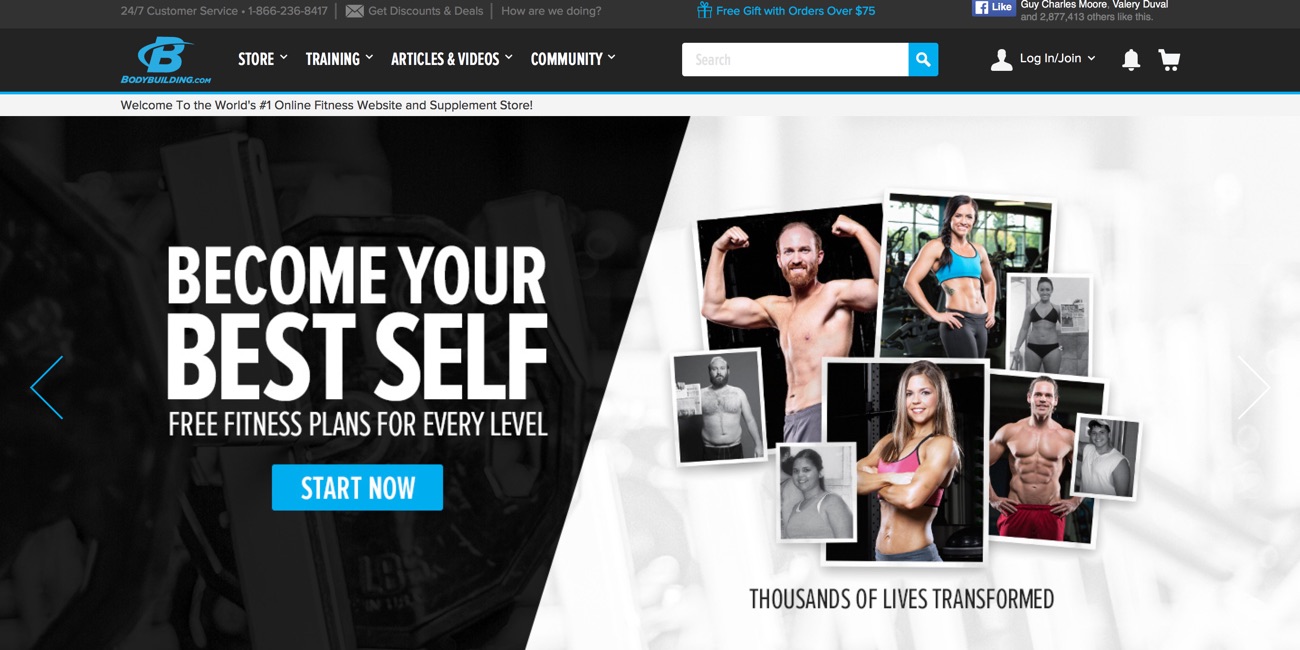 24/7 Customer Service • 1-866-236-8417 | Get Discounts & Deals | How are we doing?
Free Gift with Orders Over $75
Like
Guy Charles Moore, Valery Duval
and 2,877,413 others like this.
B
BODYBUILDING.COM
STORE
TRAINING
ARTICLES & VIDEOS
COMMUNITY
Search
Log In/Join
Welcome To the World's #1 Online Fitness Website and Supplement Store!
BECOME YOUR
BEST SELF
FREE FITNESS PLANS FOR EVERY LEVEL
START NOW
THOUSANDS OF LIVES TRANSFORMED